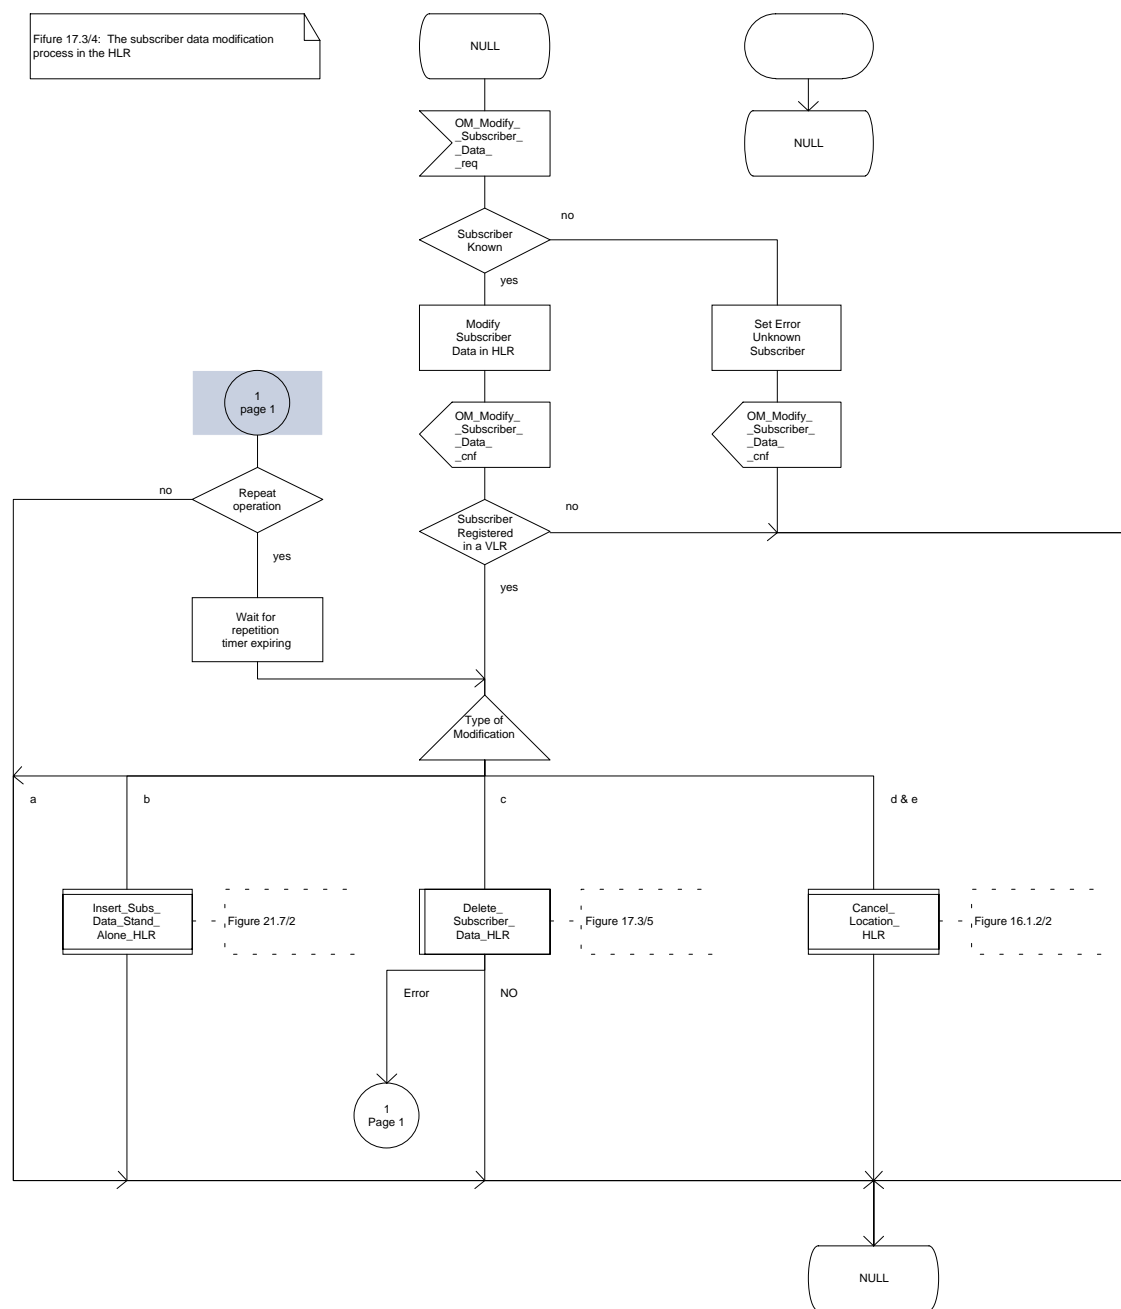 Fifure 17.3/4: The subscriber data modification
process in the HLR
NULL
OM_Modify_
_Subscriber_
_Data_
_req
NULL
Subscriber
Known
no
yes
Modify
Subscriber
Data in HLR
Set Error
Unknown
Subscriber
1
page 1
OM_Modify_
_Subscriber_
_Data_
_cnf
OM_Modify_
_Subscriber_
_Data_
_cnf
no
Repeat
operation
Subscriber
Registered
in a VLR
no
yes
yes
Wait for
repetition
timer expiring
Type of
Modification
a
b
c
d & e
Insert_Subs_
Data_Stand_
Alone_HLR
Figure 21.7/2
Delete_
Subscriber_
Data_HLR
Figure 17.3/5
Cancel_
Location_
HLR
Figure 16.1.2/2
Error
NO
1
Page 1
NULL